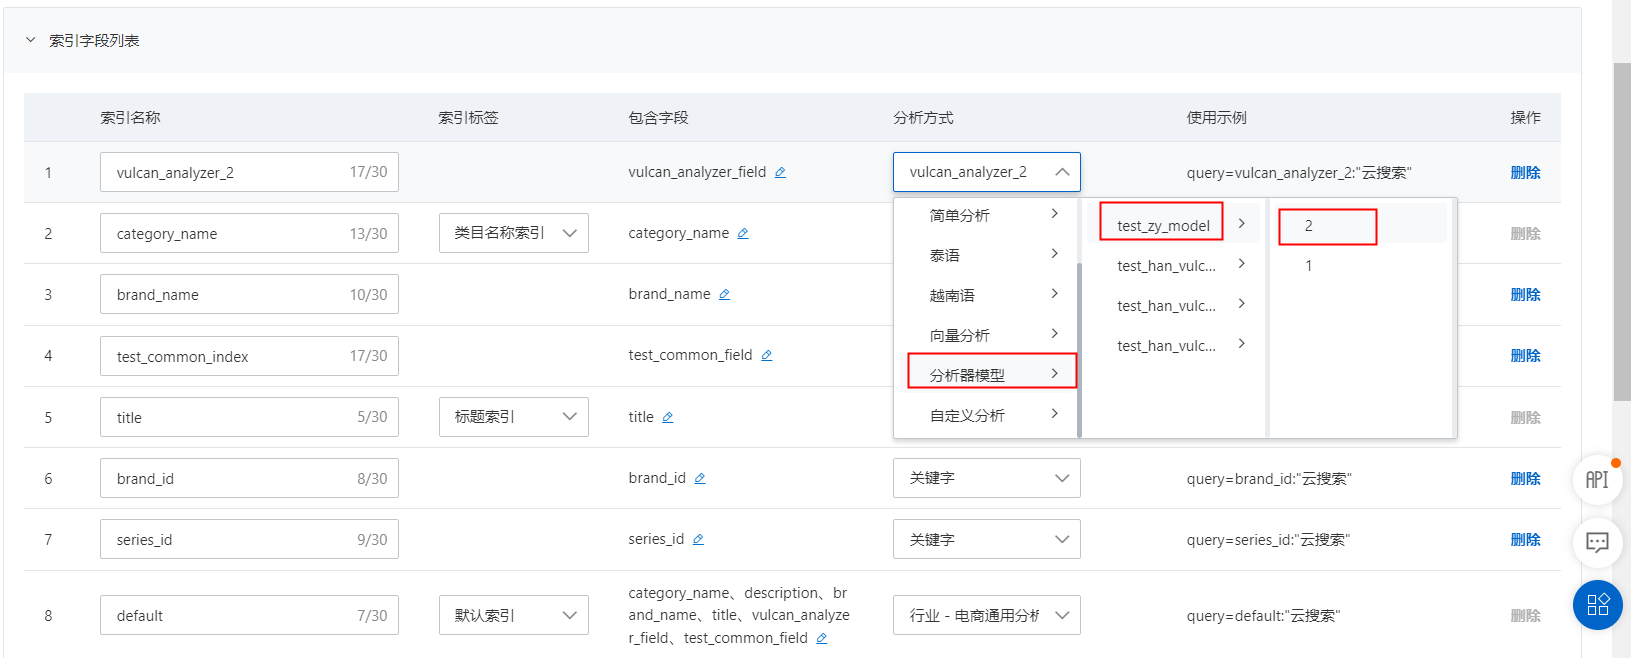 索引字段列表
索引名称 索引标签 包含字段 分析方式 使用示例 操作
1 vulcan_analyzer_2 17/30 vulcan_analyzer_field vulcan_analyzer_2 query=vulcan_analyzer_2:"云搜索" 删除
2 category_name 13/30 类目名称索引 category_name 删除
3 brand_name 10/30 brand_name 删除
4 test_common_index 17/30 test_common_field 删除
5 title 5/30 标题索引 title 删除
简单分析 test_zy_model 2
泰语 test_han_vulc... 1
越南语 test_han_vulc...
向量分析 test_han_vulc...
分析器模型
自定义分析
6 brand_id 8/30 brand_id 关键字 query=brand_id:"云搜索" 删除
7 series_id 9/30 series_id 关键字 query=series_id:"云搜索" 删除
8 default 7/30 默认索引 category_name、description、br
and_name、title、vulcan_analyze
r_field、test_common_field 行业 - 电商通用分析 query=default:"云搜索" 删除
API